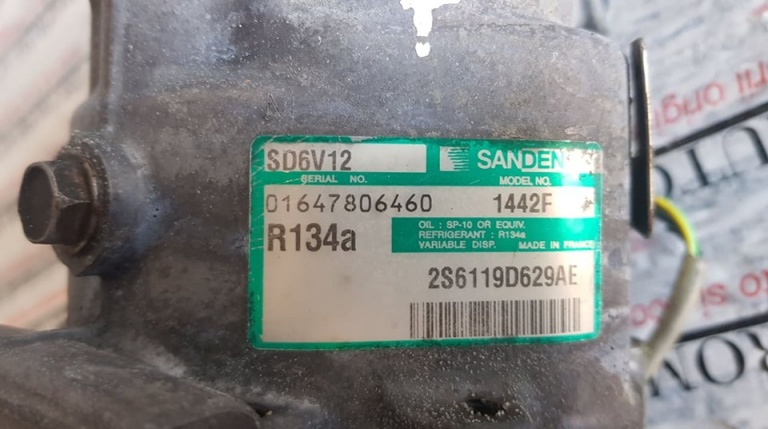 SD6V12 SANDEN
SERIAL NO. MODEL NO.
01647806460 1442F
R134a
OIL : SP-10 OR EQUIV.
REFRIGERANT : R134a
VARIABLE DISP. MADE IN FRANCE
2S6119D629AE